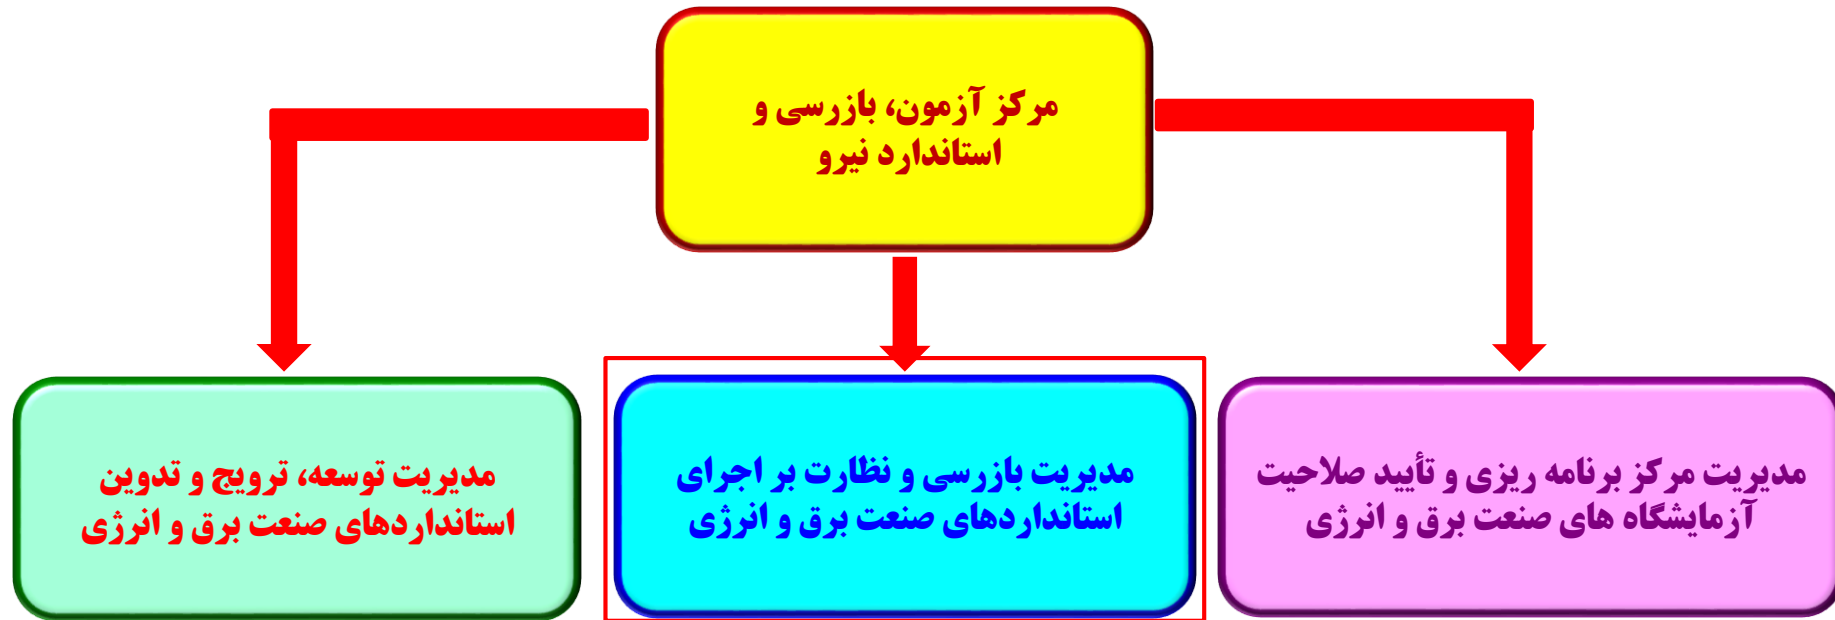 مرکز آزمون، بازرسی و
استاندارد نیرو
مدیریت مرکز برنامه ریزی و تأیید صلاحیت
آزمایشگاه های صنعت برق و انرژی
مدیریت بازرسی و نظارت بر اجرای
استانداردهای صنعت برق و انرژی
مدیریت توسعه، ترویج و تدوین
استانداردهای صنعت برق و انرژی